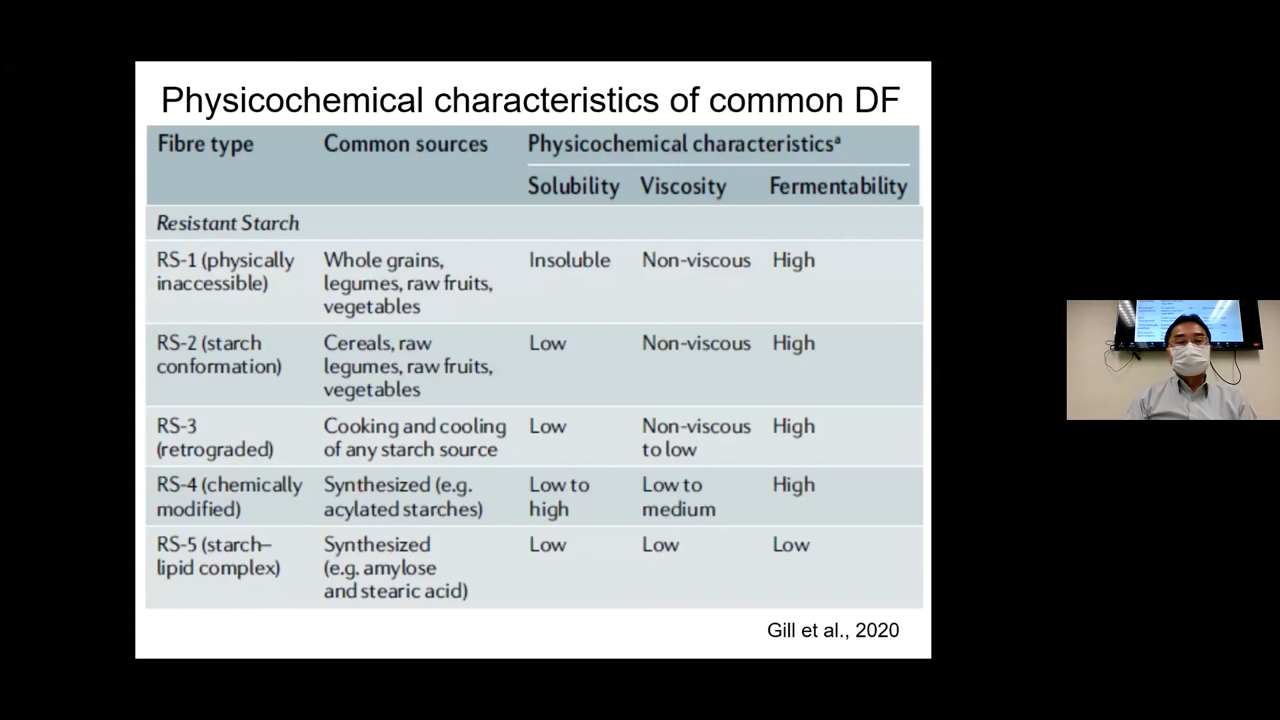 Physicochemical characteristics of common DF
Fibre type Common sources Physicochemical characteristicsª
Solubility Viscosity Fermentability
Resistant Starch
RS-1 (physically Whole grains, Insoluble Non-viscous High
inaccessible) legumes, raw fruits,
vegetables
RS-2 (starch Cereals, raw Low Non-viscous High
conformation) legumes, raw fruits,
vegetables
RS-3 Cooking and cooling Low Non-viscous High
(retrograded) of any starch source to low
RS-4 (chemically Synthesized (e.g. Low to Low to High
modified) acylated starches) high medium
RS-5 (starch– Synthesized Low Low Low
lipid complex) (e.g. amylose
and stearic acid)
Gill et al., 2020